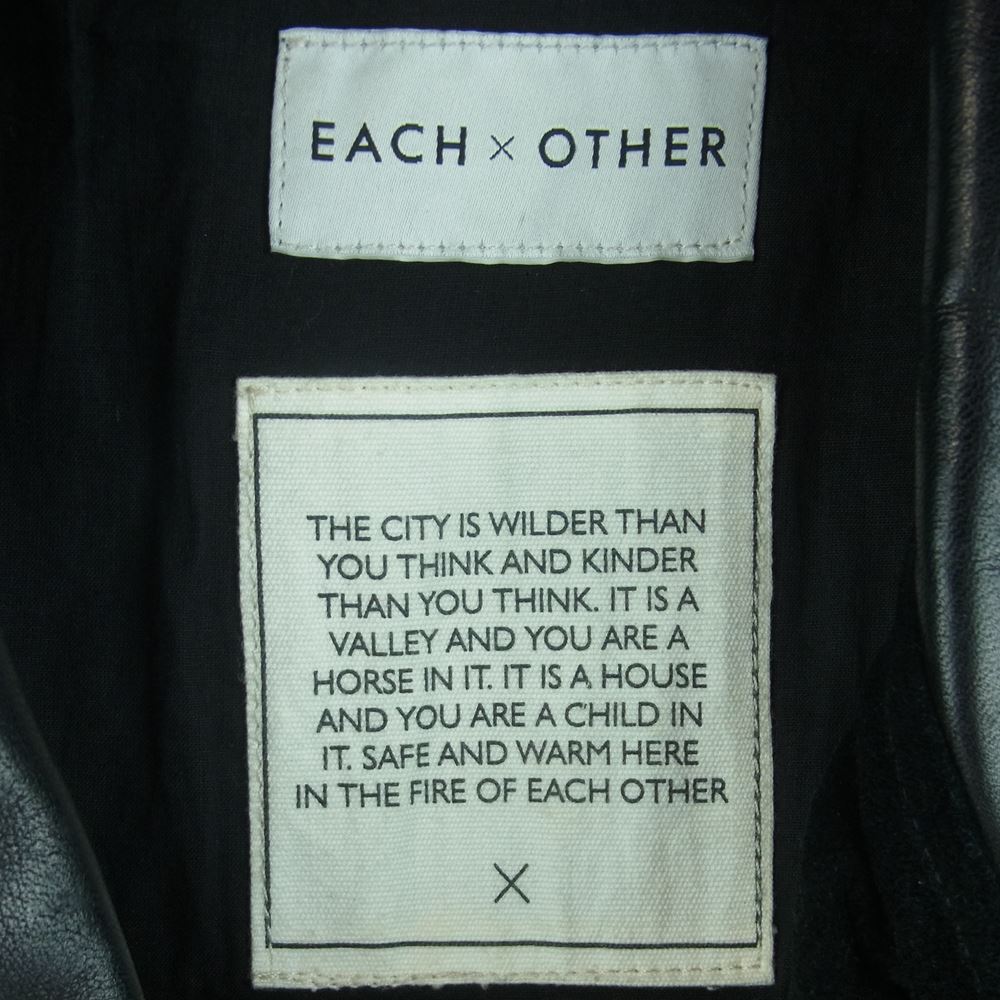 EACH × OTHER
THE CITY IS WILDER THAN
YOU THINK AND KINDER
THAN YOU THINK. IT IS A
VALLEY AND YOU ARE A
HORSE IN IT. IT IS A HOUSE
AND YOU ARE A CHILD IN
IT. SAFE AND WARM HERE
IN THE FIRE OF EACH OTHER
X